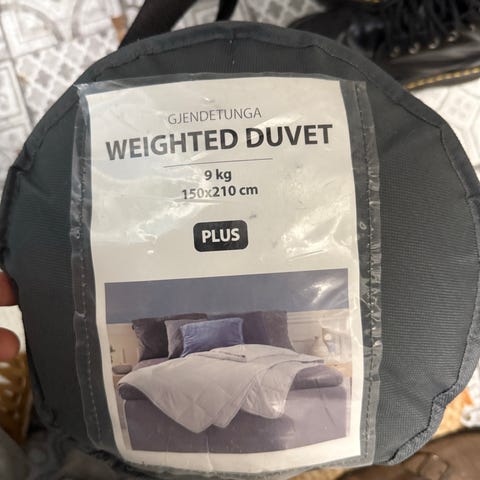 GJENDETUNGA
WEIGHTED DUVET
9 kg
150x210 cm
PLUS